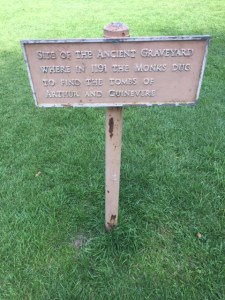 SITE OF THE ANCIENT GRAVEYARD
WHERE IN 1191 THE MONKS DUG
TO FIND THE TOMBS OF
ARTHUR AND GUINEVERE